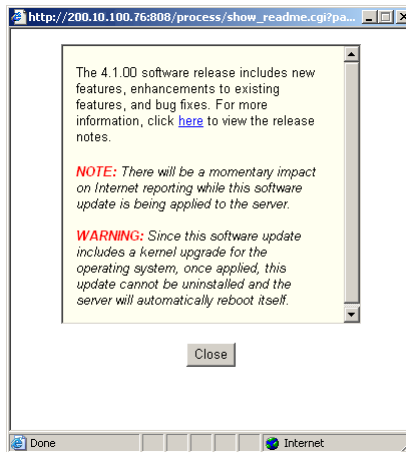 http://200.10.100.76:808/process/show_readme.cgi?pa...
The 4.1.00 software release includes new
features, enhancements to existing
features, and bug fixes. For more
information, click here to view the release
notes.
NOTE: There will be a momentary impact
on Internet reporting while this software
update is being applied to the server.
WARNING: Since this software update
includes a kernel upgrade for the
operating system, once applied, this
update cannot be uninstalled and the
server will automatically reboot itself.
Close
Done
Internet